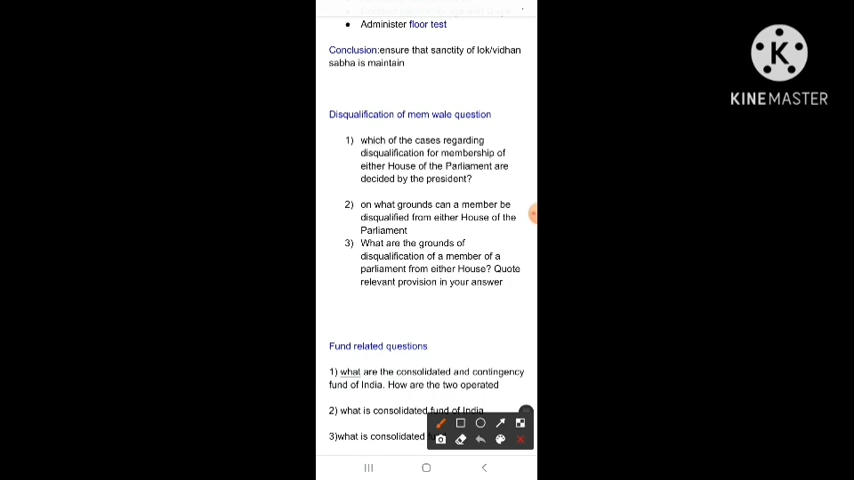 Administer floor test
Conclusion:ensure that sanctity of lok/vidhan
sabha is maintain
Disqualification of mem wale question
1) which of the cases regarding
disqualification for membership of
either House of the Parliament are
decided by the president?
2) on what grounds can a member be
disqualified from either House of the
Parliament
3) What are the grounds of
disqualification of a member of a
parliament from either House? Quote
relevant provision in your answer
Fund related questions
1) what are the consolidated and contingency
fund of India. How are the two operated
2) what is consolidated fund of India
3)what is consolidated
K
KINEMASTER